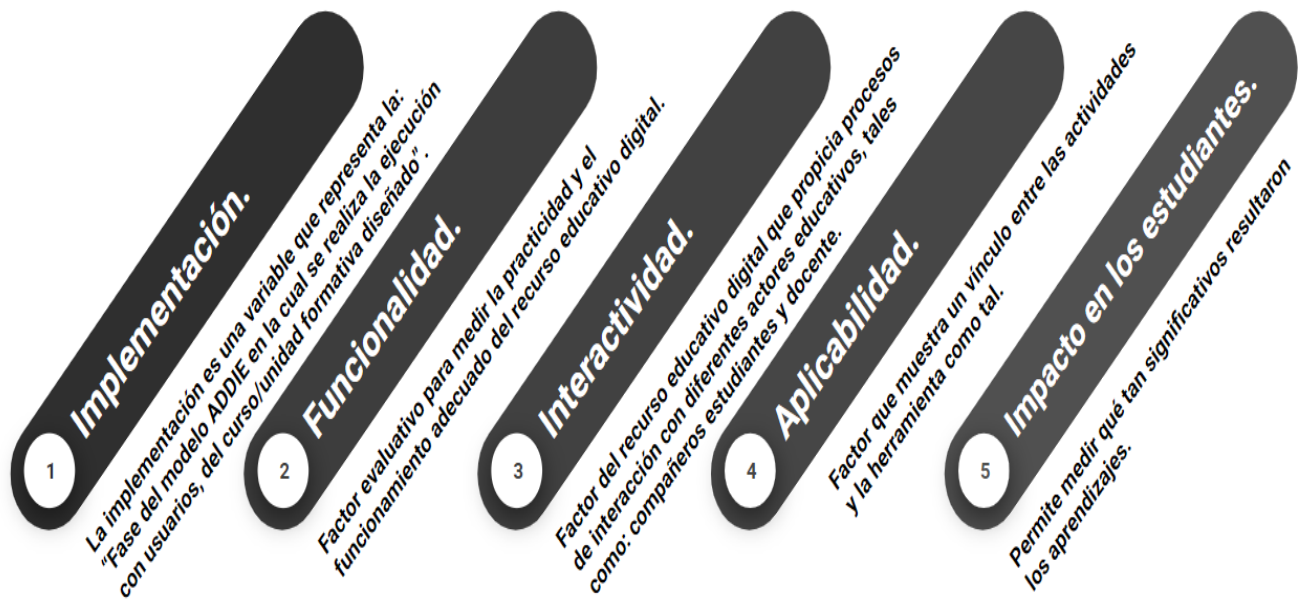 1
Implementación.
La implementación es una variable que representa la:
"Fase del modelo ADDIE en la cual se realiza la ejecución
con usuarios, del curso/unidad formativa diseñado".
2
Funcionalidad.
Factor evaluativo para medir la practicidad y el
funcionamiento adecuado del recurso educativo digital.
3
Interactividad.
Factor del recurso educativo digital que propicia procesos
de interacción con diferentes actores educativos, tales
como: compañeros estudiantes y docente.
4
Aplicabilidad.
Factor que muestra un vínculo entre las actividades
y la herramienta como tal.
5
Impacto en los estudiantes.
Permite medir qué tan significativos resultaron
los aprendizajes.